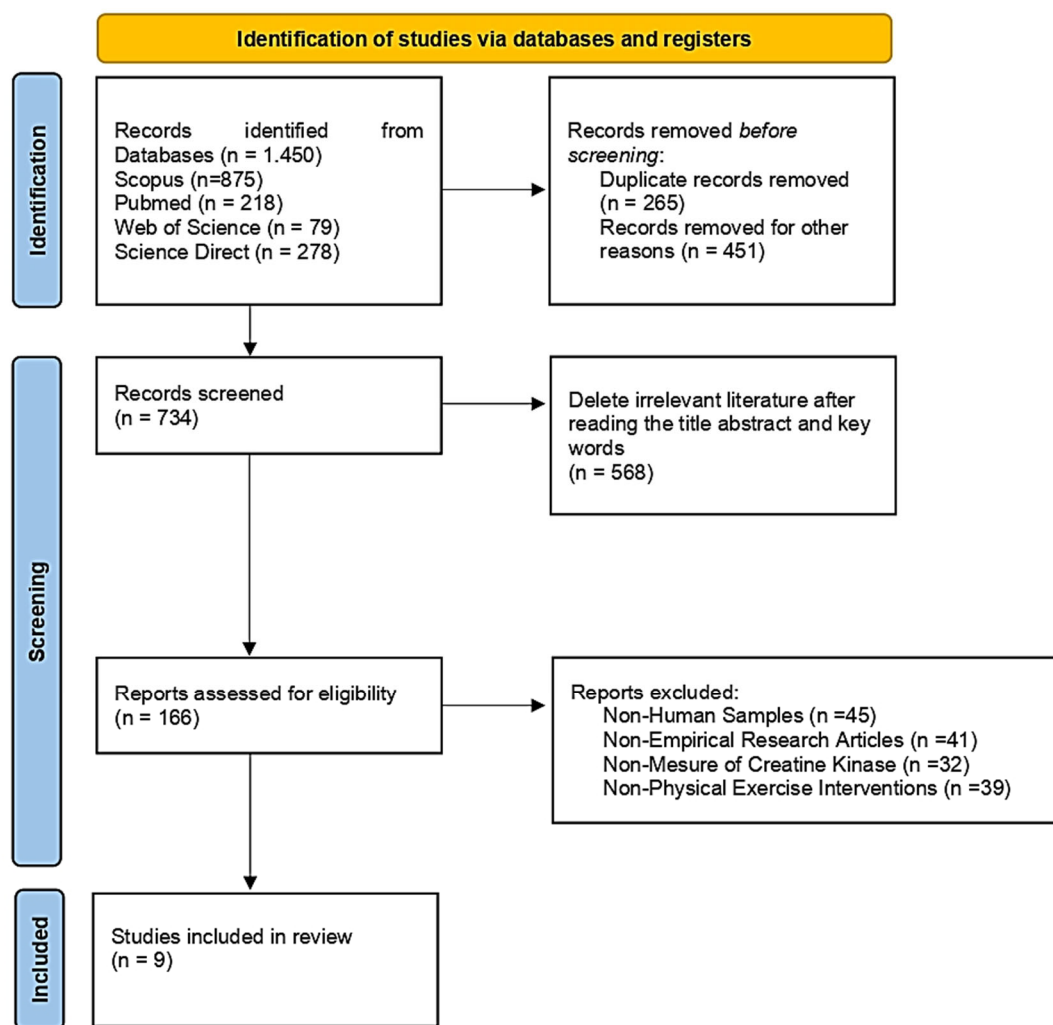 Identification of studies via databases and registers
Identification
Records identified from
Databases (n = 1.450)
Scopus (n=875)
Pubmed (n = 218)
Web of Science (n = 79)
Science Direct (n = 278)
Records removed before
screening:
Duplicate records removed
(n = 265)
Records removed for other
reasons (n = 451)
Screening
Records screened
(n = 734)
Delete irrelevant literature after
reading the title abstract and key
words
(n = 568)
Reports assessed for eligibility
(n = 166)
Reports excluded:
Non-Human Samples (n =45)
Non-Empirical Research Articles (n =41)
Non-Mesure of Creatine Kinase (n =32)
Non-Physical Exercise Interventions (n =39)
Included
Studies included in review
(n = 9)